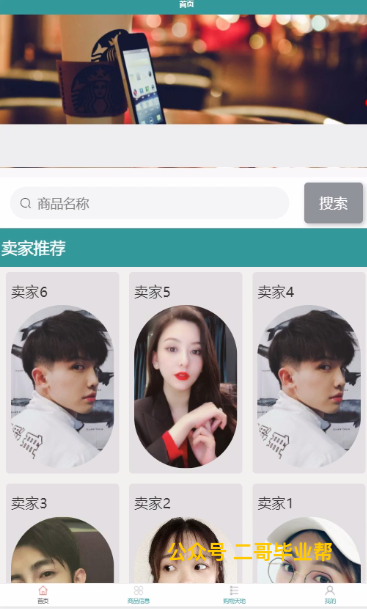 首页
商品名称
搜索
卖家推荐
卖家6
卖家5
卖家4
卖家3
卖家2
卖家1
公众号 二哥毕业帮
首页
商品信息
购物天地
我的